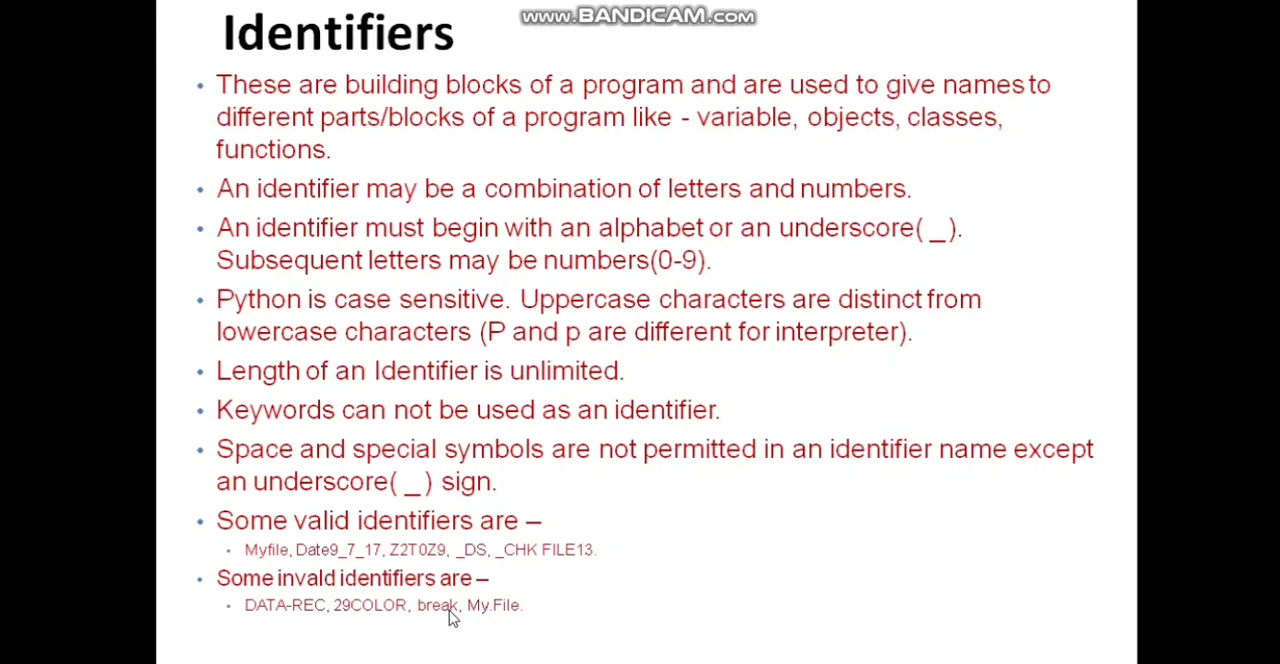 www.BANDICAM.com
Identifiers
• These are building blocks of a program and are used to give names to
different parts/blocks of a program like - variable, objects, classes,
functions.
• An identifier may be a combination of letters and numbers.
• An identifier must begin with an alphabet or an underscore( _ ).
Subsequent letters may be numbers(0-9).
• Python is case sensitive. Uppercase characters are distinct from
lowercase characters (P and p are different for interpreter).
• Length of an Identifier is unlimited.
• Keywords can not be used as an identifier.
• Space and special symbols are not permitted in an identifier name except
an underscore( _ ) sign.
• Some valid identifiers are –
• Myfile, Date9_7_17, Z2T0Z9, _DS, _CHK FILE13.
• Some invald identifiers are –
• DATA-REC, 29COLOR, break, My.File.